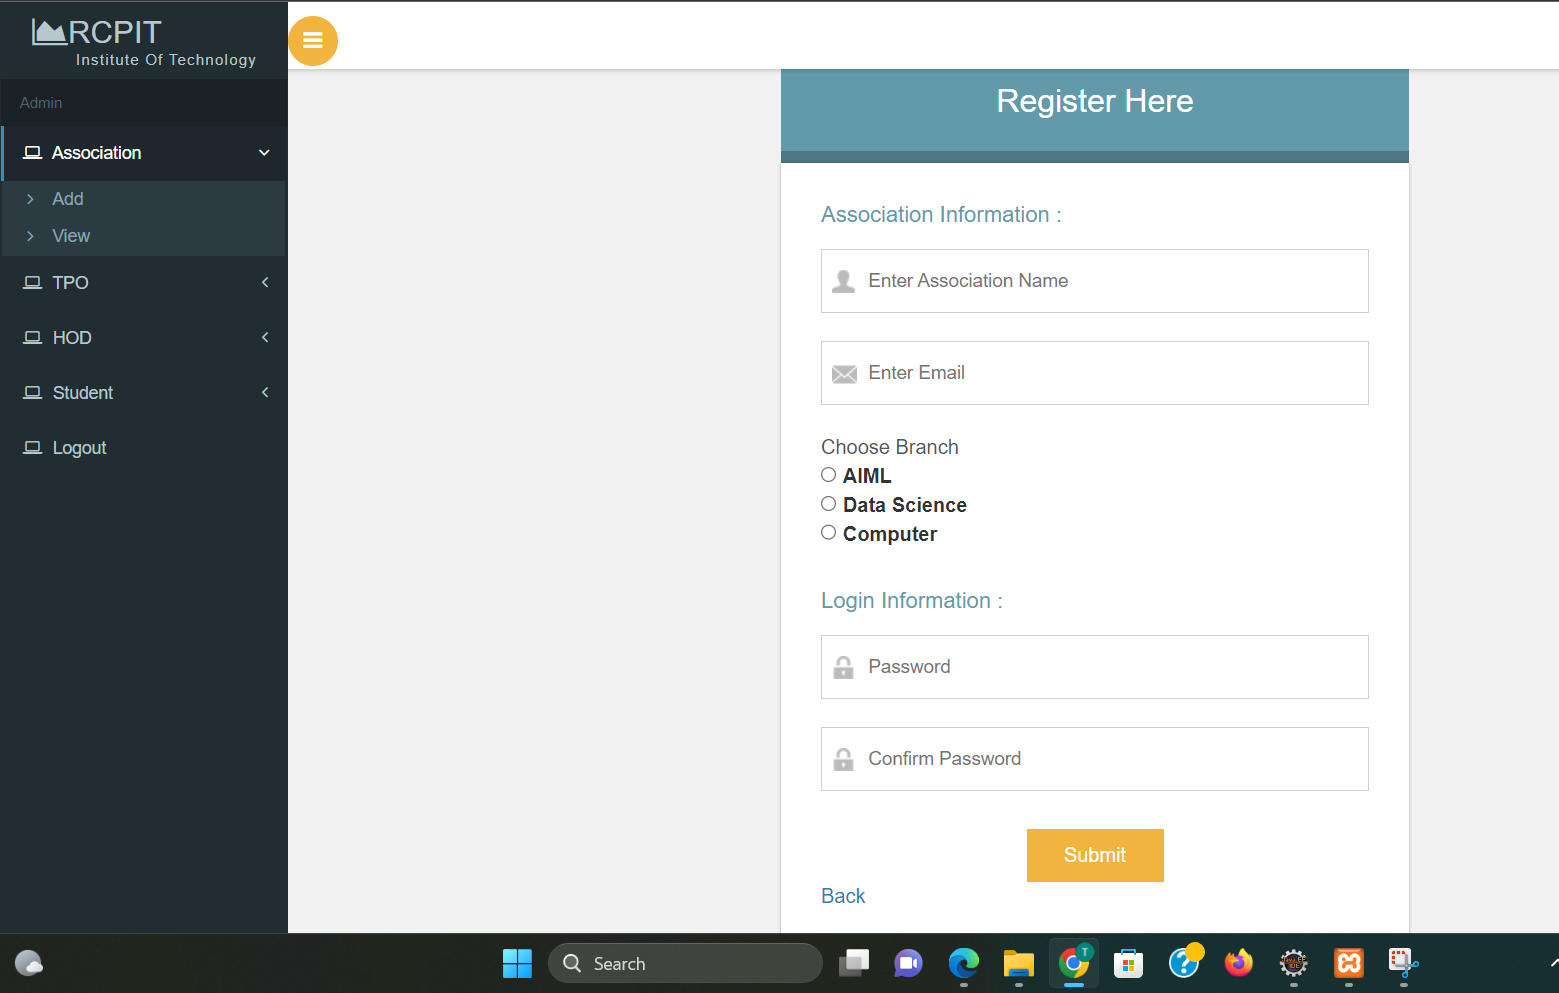 RCPIT
Institute Of Technology
Admin
Association
Add
View
TPO
HOD
Student
Logout
Register Here
Association Information :
Enter Association Name
Enter Email
Choose Branch
AIML
Data Science
Computer
Login Information :
Password
Confirm Password
Submit
Back
Search
T